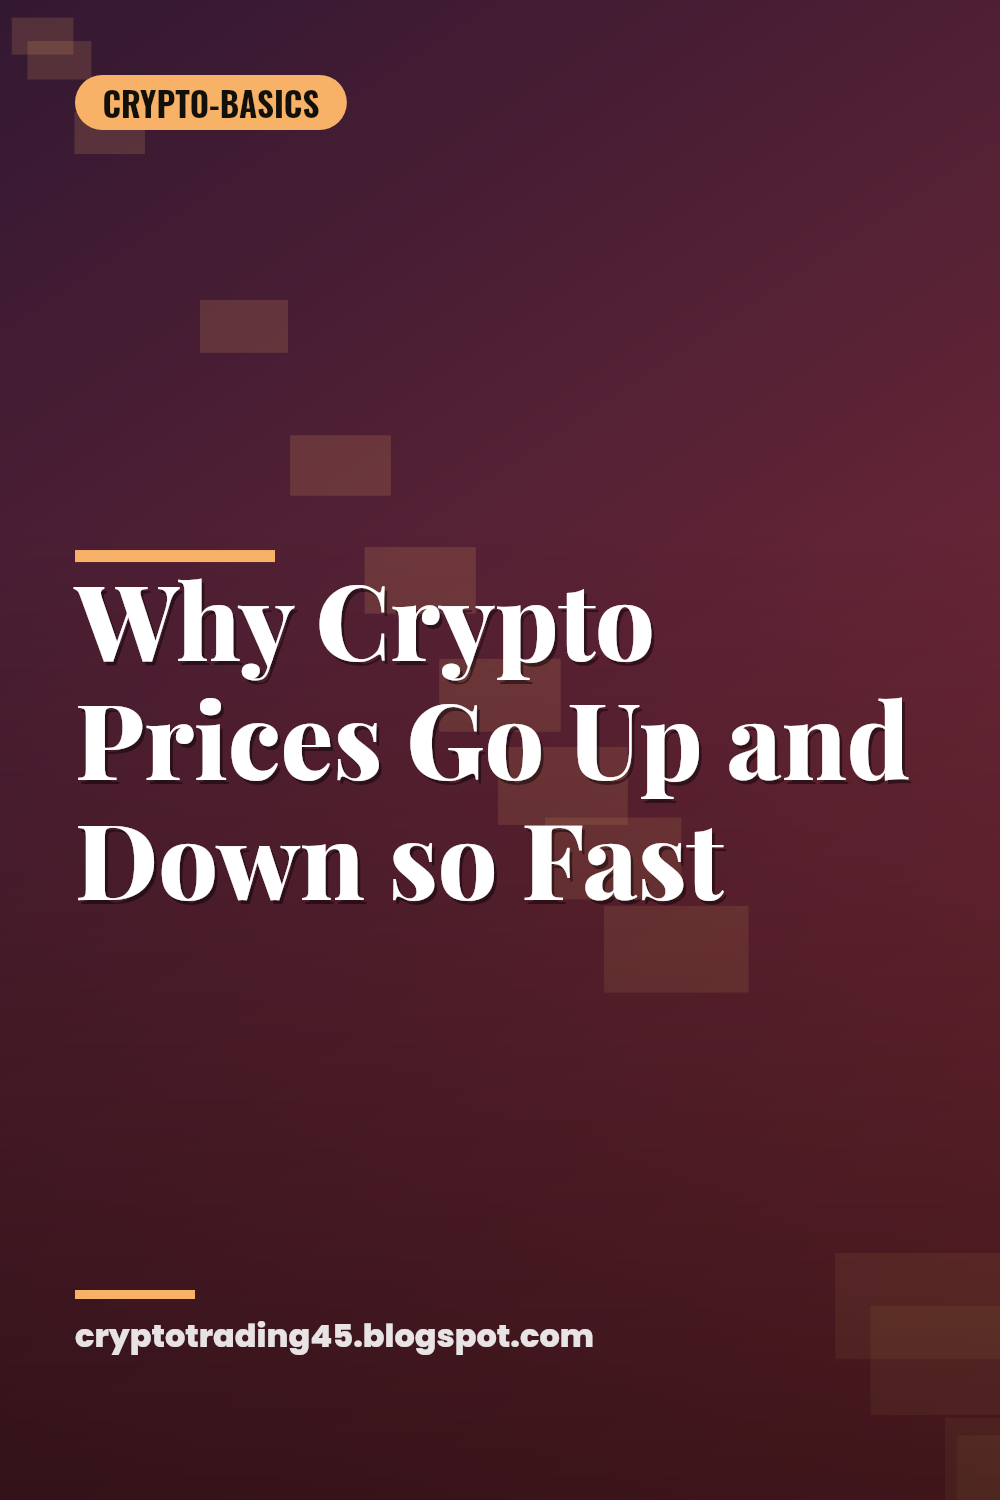 CRYPTO-BASICS
Why Crypto
Prices Go Up and
Down so Fast
cryptotrading45.blogspot.com